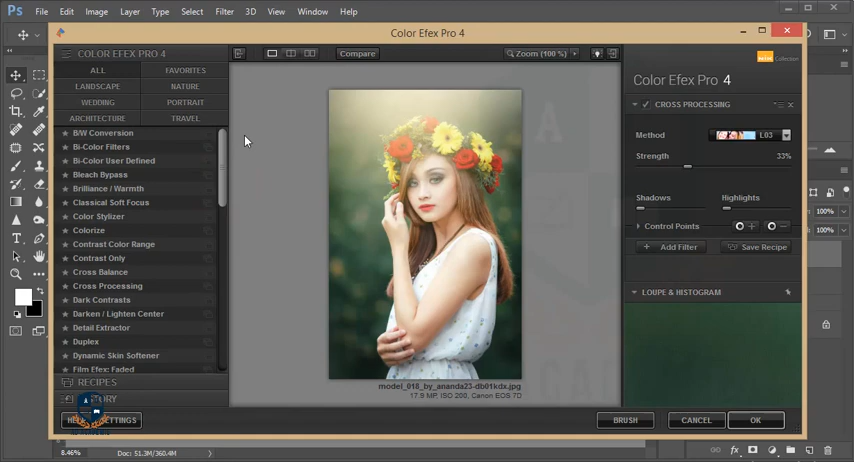 Ps File Edit Image Layer Type Select Filter 3D View Window Help
Color Efex Pro 4
COLOR EFEX PRO 4
Compare
Zoom (100 %)
Collection
Color Efex Pro 4
ALL FAVORITES
LANDSCAPE NATURE
WEDDING PORTRAIT
ARCHITECTURE TRAVEL
B/W Conversion
Bi-Color Filters
Bi-Color User Defined
Bleach Bypass
Brilliance / Warmth
Classical Soft Focus
Color Stylizer
Colorize
Contrast Color Range
Contrast Only
Cross Balance
Cross Processing
Dark Contrasts
Darken / Lighten Center
Detail Extractor
Duplex
Dynamic Skin Softener
Film Efex: Faded
RECIPES
model_018_by_ananda23-db01kdx.jpg
17.9 MP, ISO 200, Canon EOS 7D
CROSS PROCESSING
Method L03
Strength 33%
Shadows Highlights
Control Points
Add Filter Save Recipe
LOUPE & HISTOGRAM
100%
100%
BRUSH CANCEL OK
8.46% Doc: 51.3M/360.4M
fx